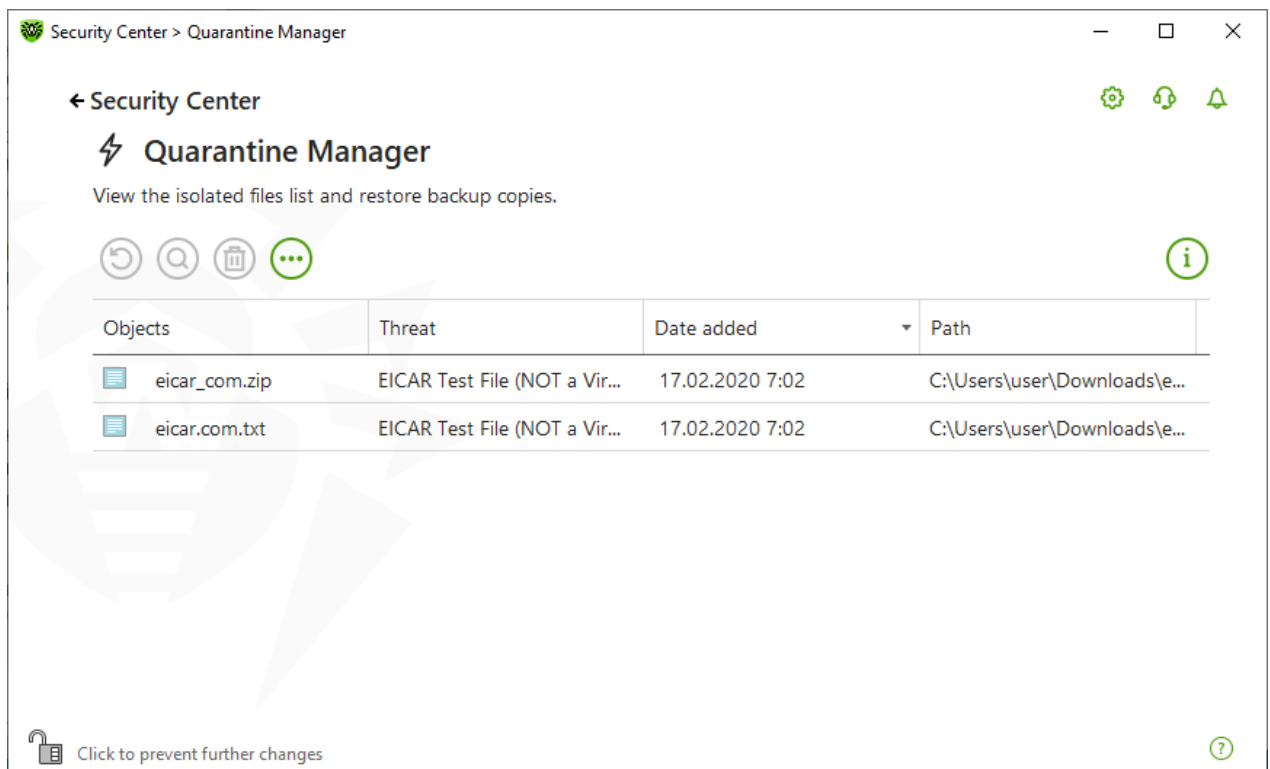 Security Center > Quarantine Manager
Security Center
Quarantine Manager
View the isolated files list and restore backup copies.
Objects Threat Date added Path
eicar_com.zip EICAR Test File (NOT a Vir... 17.02.2020 7:02 C:\Users\user\Downloads\e...
eicar.com.txt EICAR Test File (NOT a Vir... 17.02.2020 7:02 C:\Users\user\Downloads\e...
Click to prevent further changes